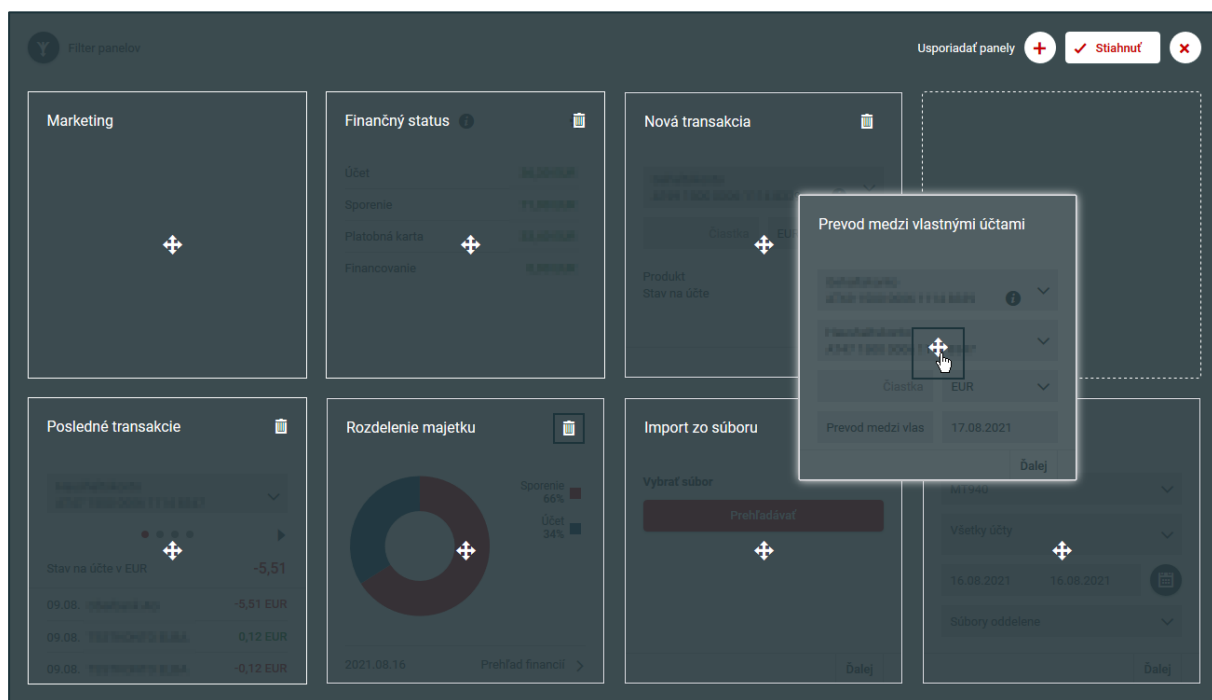 Filter panelov
Usporiadať panely
Stiahnuť
Marketing
Finančný status
Účet
Sporenie
Platobná karta
Financovanie
Nová transakcia
Čiastka
EUR
Produkt
Stav na účte
Prevod medzi vlastnými účtami
Čiastka
EUR
Prevod medzi vlas
17.08.2021
Ďalej
Posledné transakcie
Stav na účte v EUR
-5,51
09.08.
-5,51 EUR
09.08.
0,12 EUR
09.08.
-0,12 EUR
Rozdelenie majetku
Sporenie
66%
Účet
34%
2021.08.16
Prehľad financií
Import zo súboru
Vybrať súbor
Prehľadávať
Ďalej
MT940
Všetky účty
16.08.2021
16.08.2021
Súbory oddelene
Ďalej